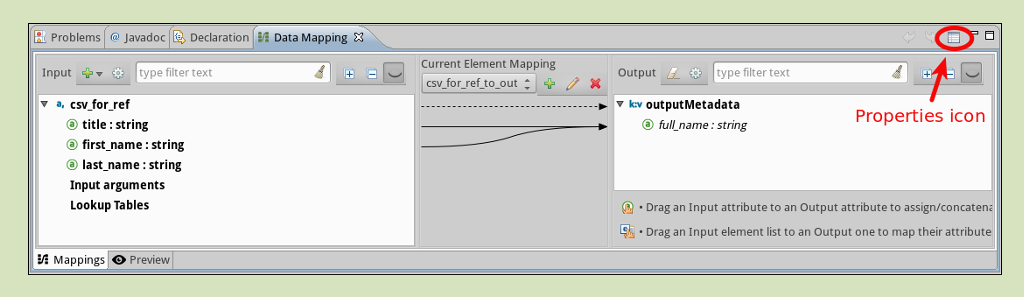 Problems @ Javadoc Declaration Data Mapping
Input type filter text
Current Element Mapping
csv_for_ref_to_out
Output type filter text
a, csv_for_ref
a title : string
a first_name : string
a last_name : string
Input arguments
Lookup Tables
k:v outputMetadata
a full_name : string
Properties icon
• Drag an Input attribute to an Output attribute to assign/concatena
• Drag an Input element list to an Output one to map their attribute
Mappings Preview